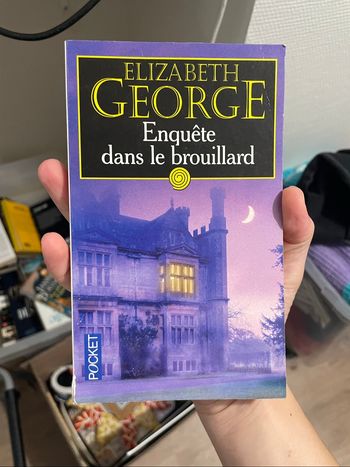 ELIZABETH
GEORGE
Enquête
dans le brouillard
POCKET